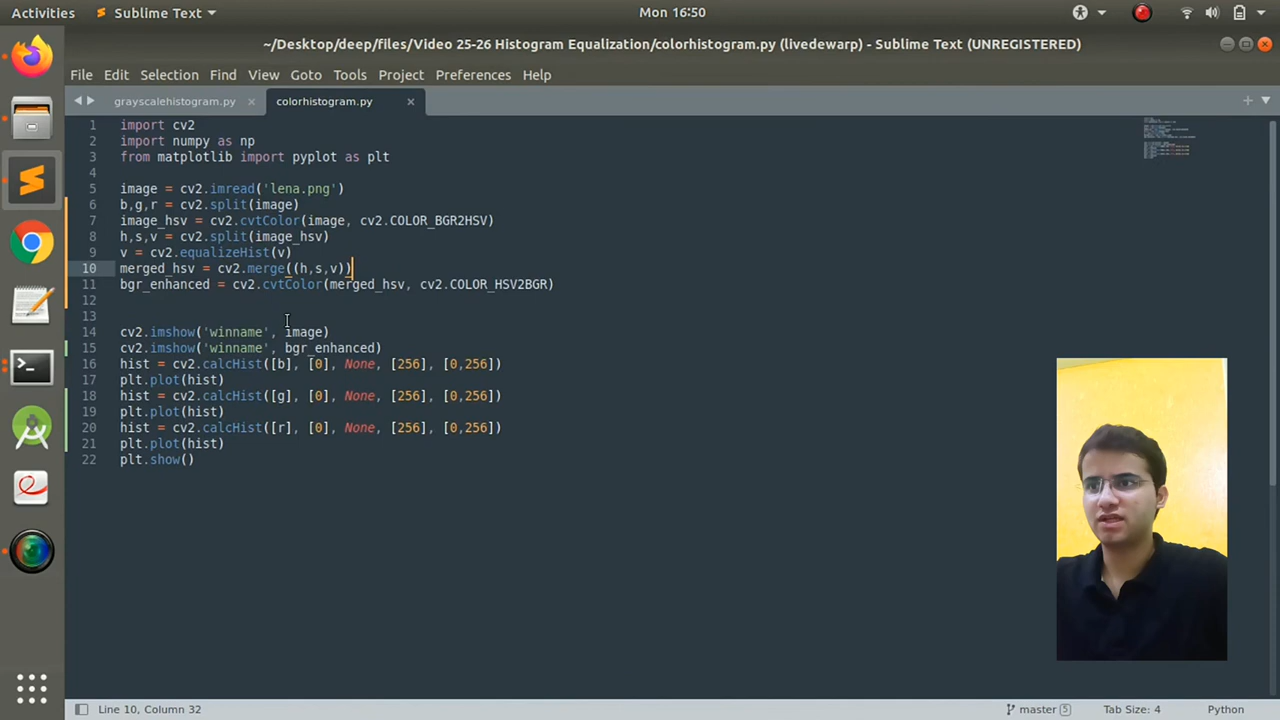 Activities
Sublime Text
Mon 16:50
~/Desktop/deep/files/Video 25-26 Histogram Equalization/colorhistogram.py (livedewarp) - Sublime Text (UNREGISTERED)
File Edit Selection Find View Goto Tools Project Preferences Help
grayscalehistogram.py
colorhistogram.py
1 import cv2
2 import numpy as np
3 from matplotlib import pyplot as plt
4
5 image = cv2.imread('lena.png')
6 b,g,r = cv2.split(image)
7 image_hsv = cv2.cvtColor(image, cv2.COLOR_BGR2HSV)
8 h,s,v = cv2.split(image_hsv)
9 v = cv2.equalizeHist(v)
10 merged_hsv = cv2.merge((h,s,v))
11 bgr_enhanced = cv2.cvtColor(merged_hsv, cv2.COLOR_HSV2BGR)
12
13
14 cv2.imshow('winname', image)
15 cv2.imshow('winname', bgr_enhanced)
16 hist = cv2.calcHist([b], [0], None, [256], [0,256])
17 plt.plot(hist)
18 hist = cv2.calcHist([g], [0], None, [256], [0,256])
19 plt.plot(hist)
20 hist = cv2.calcHist([r], [0], None, [256], [0,256])
21 plt.plot(hist)
22 plt.show()
Line 10, Column 32
master 5
Tab Size: 4
Python